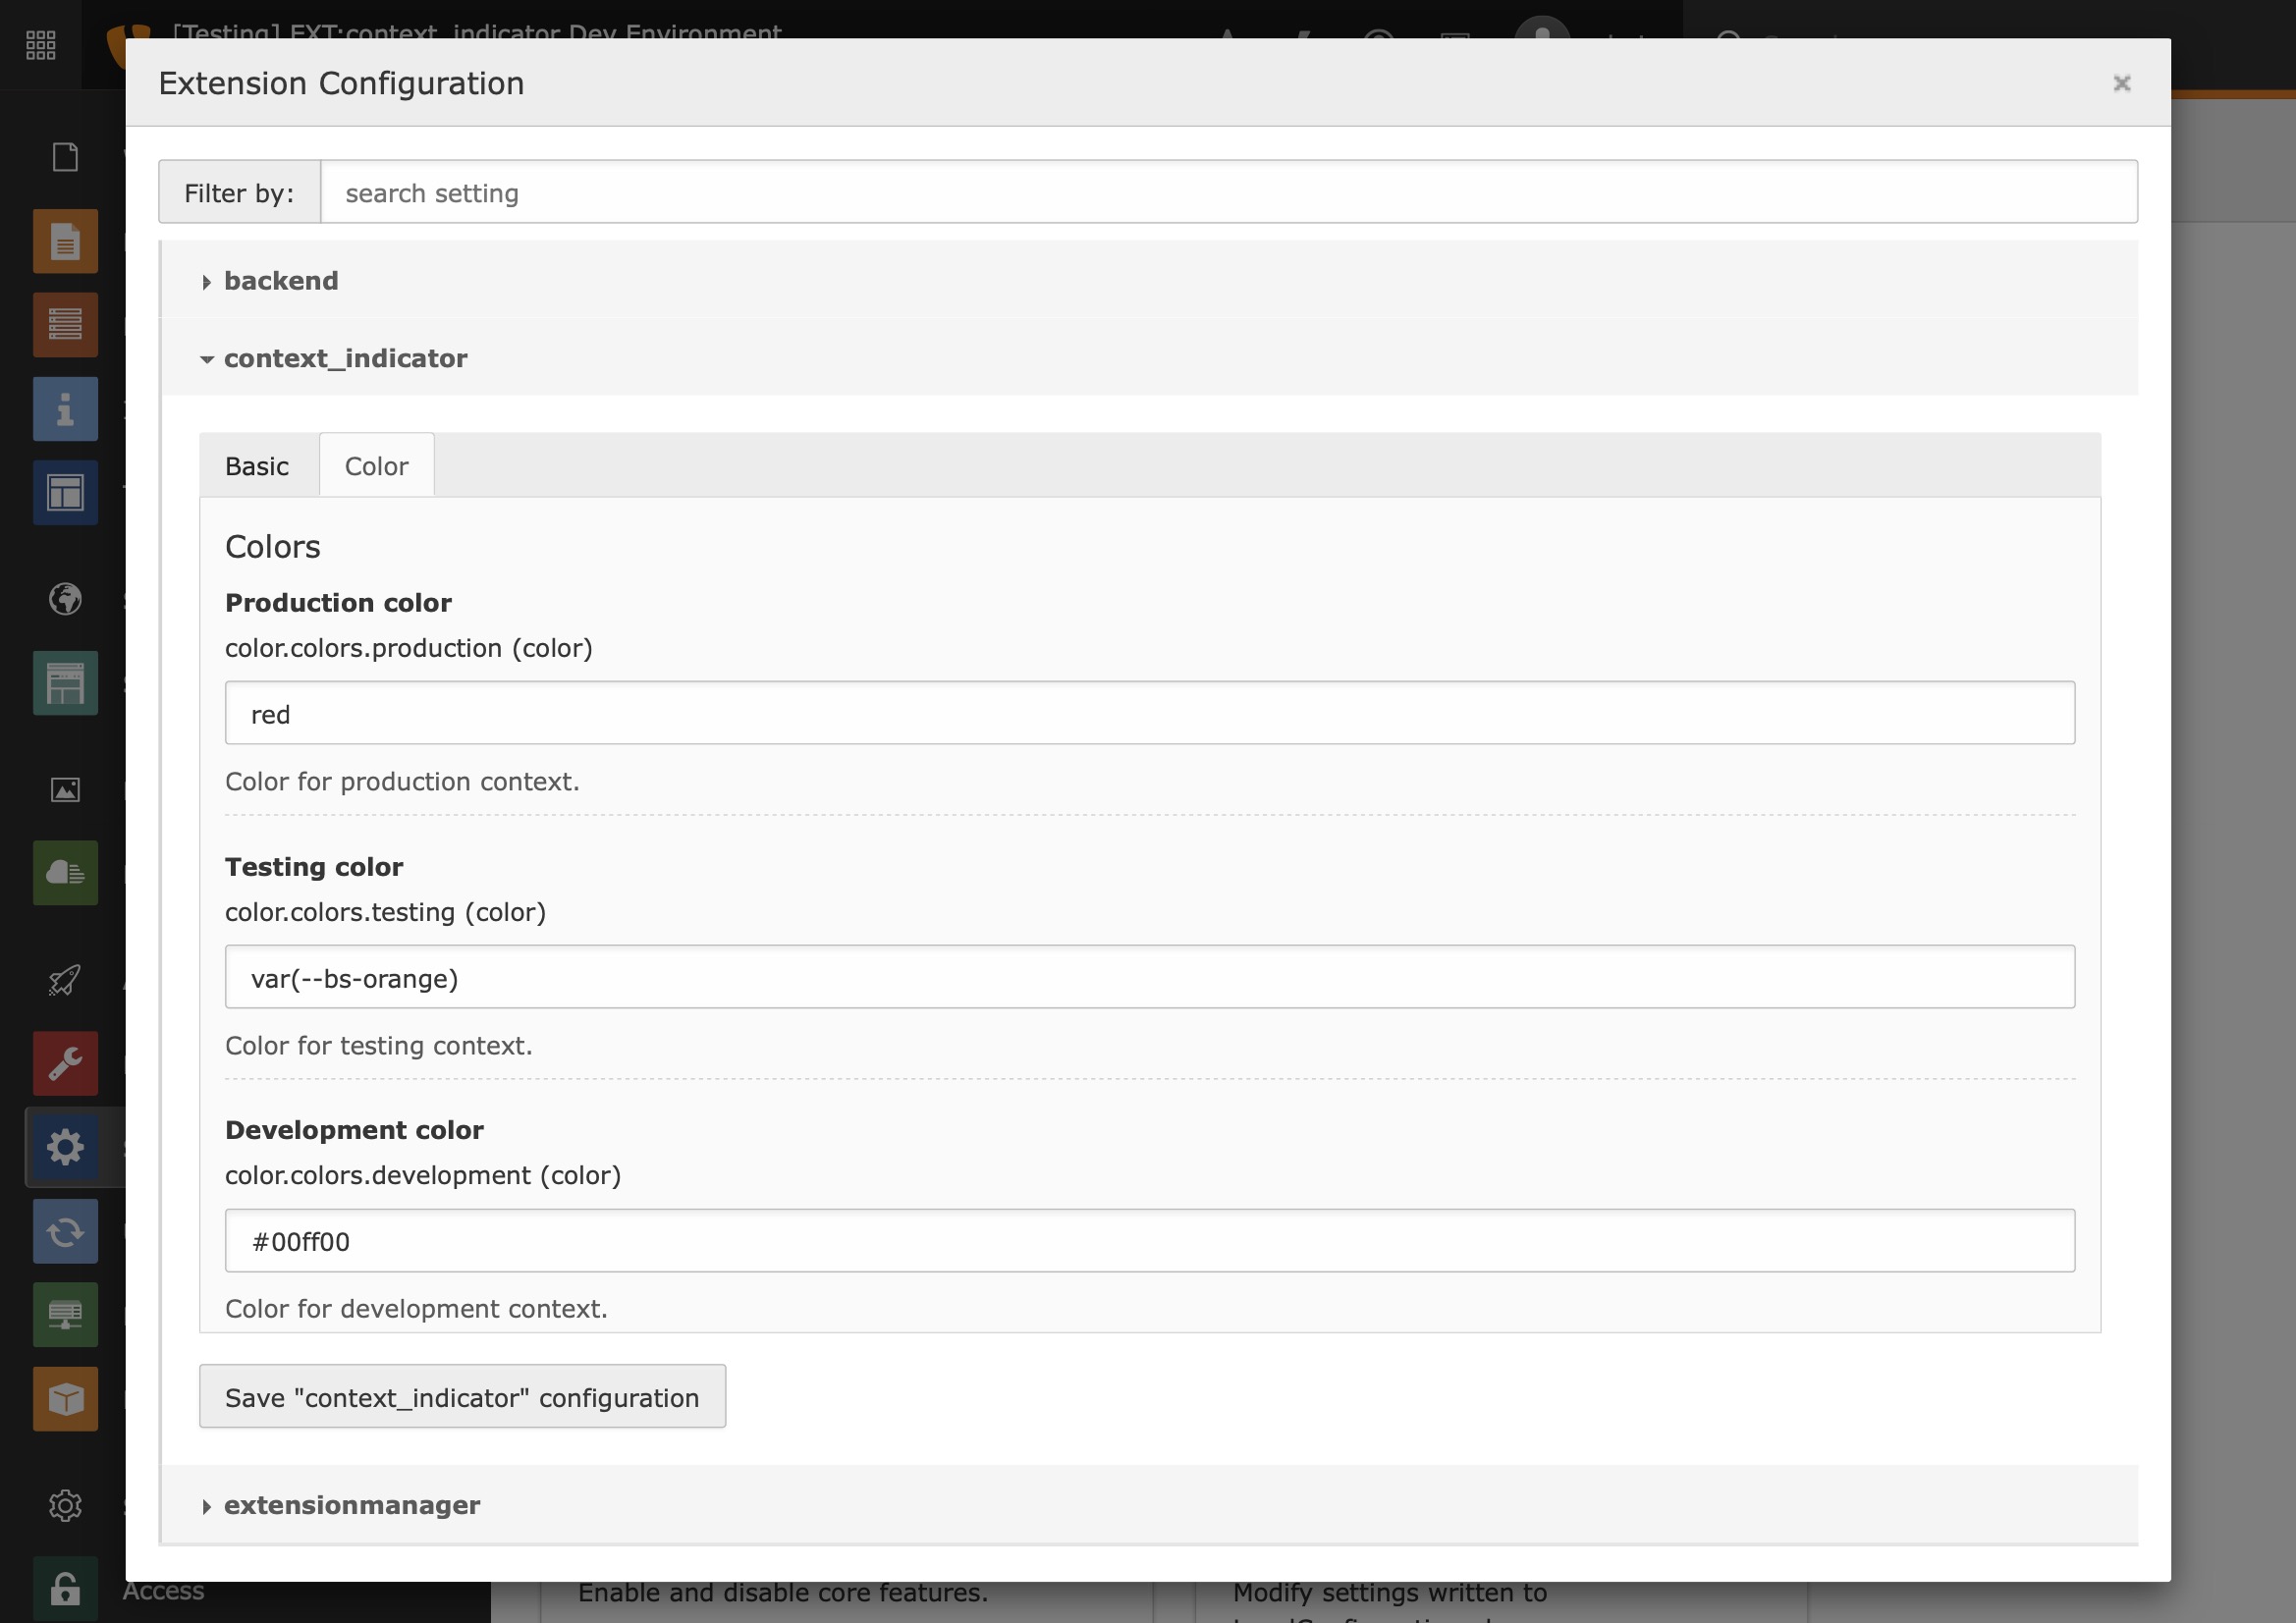 [Testing] EXT:context_indicator Dev Environment
Extension Configuration
Filter by:
search setting
backend
context_indicator
Basic
Color
Colors
Production color
color.colors.production (color)
red
Color for production context.
Testing color
color.colors.testing (color)
var(--bs-orange)
Color for testing context.
Development color
color.colors.development (color)
#00ff00
Color for development context.
Save "context_indicator" configuration
extensionmanager
Access
Enable and disable core features.
Modify settings written to